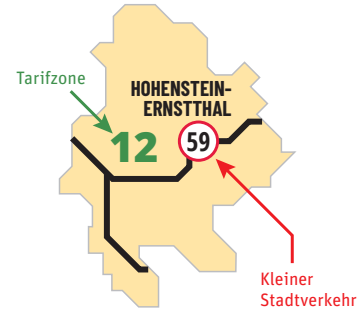 Tarifzone
HOHENSTEIN-
ERNSTTHAL
12
59
Kleiner
Stadtverkehr